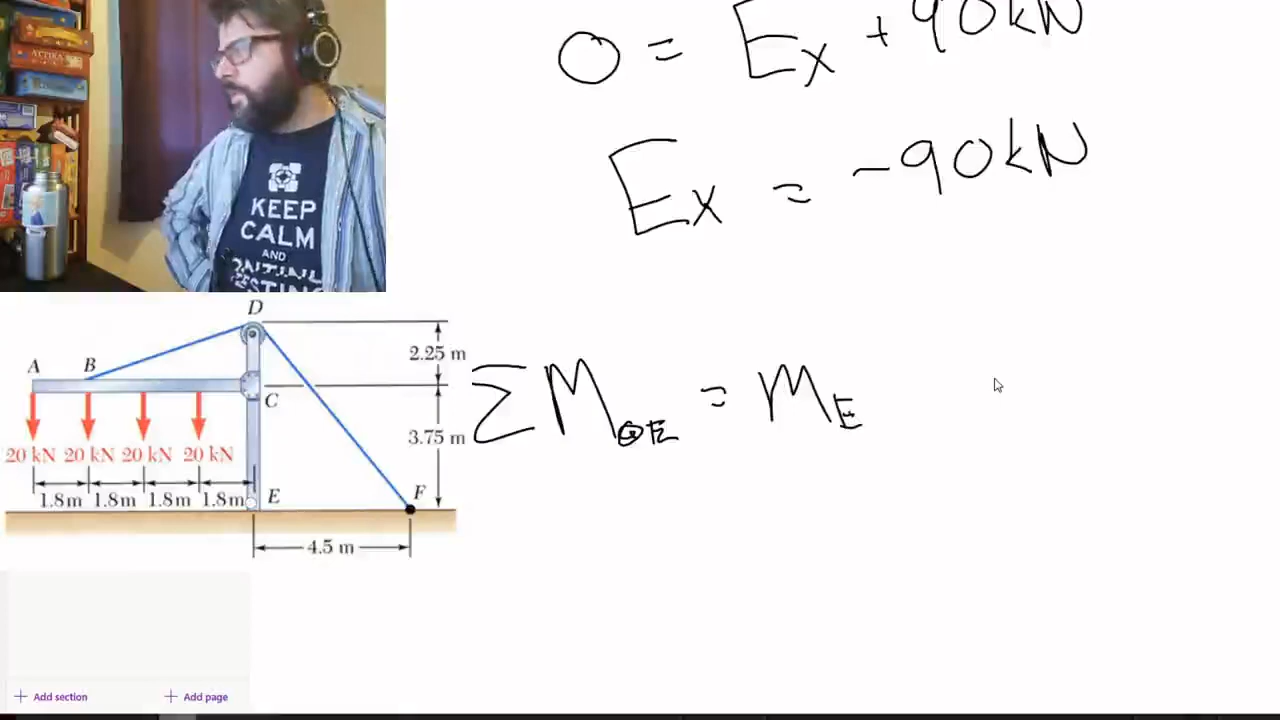 0 = Ex + 90kN
Ex = -90kN
ACTIKA
KEEP
CALM
AND
D
2.25 m
A
B
C
3.75 m
20 kN 20 kN 20 kN 20 kN
1.8m 1.8m 1.8m 1.8m
E
F
4.5 m
ΣM@E = ME
+ Add section
+ Add page